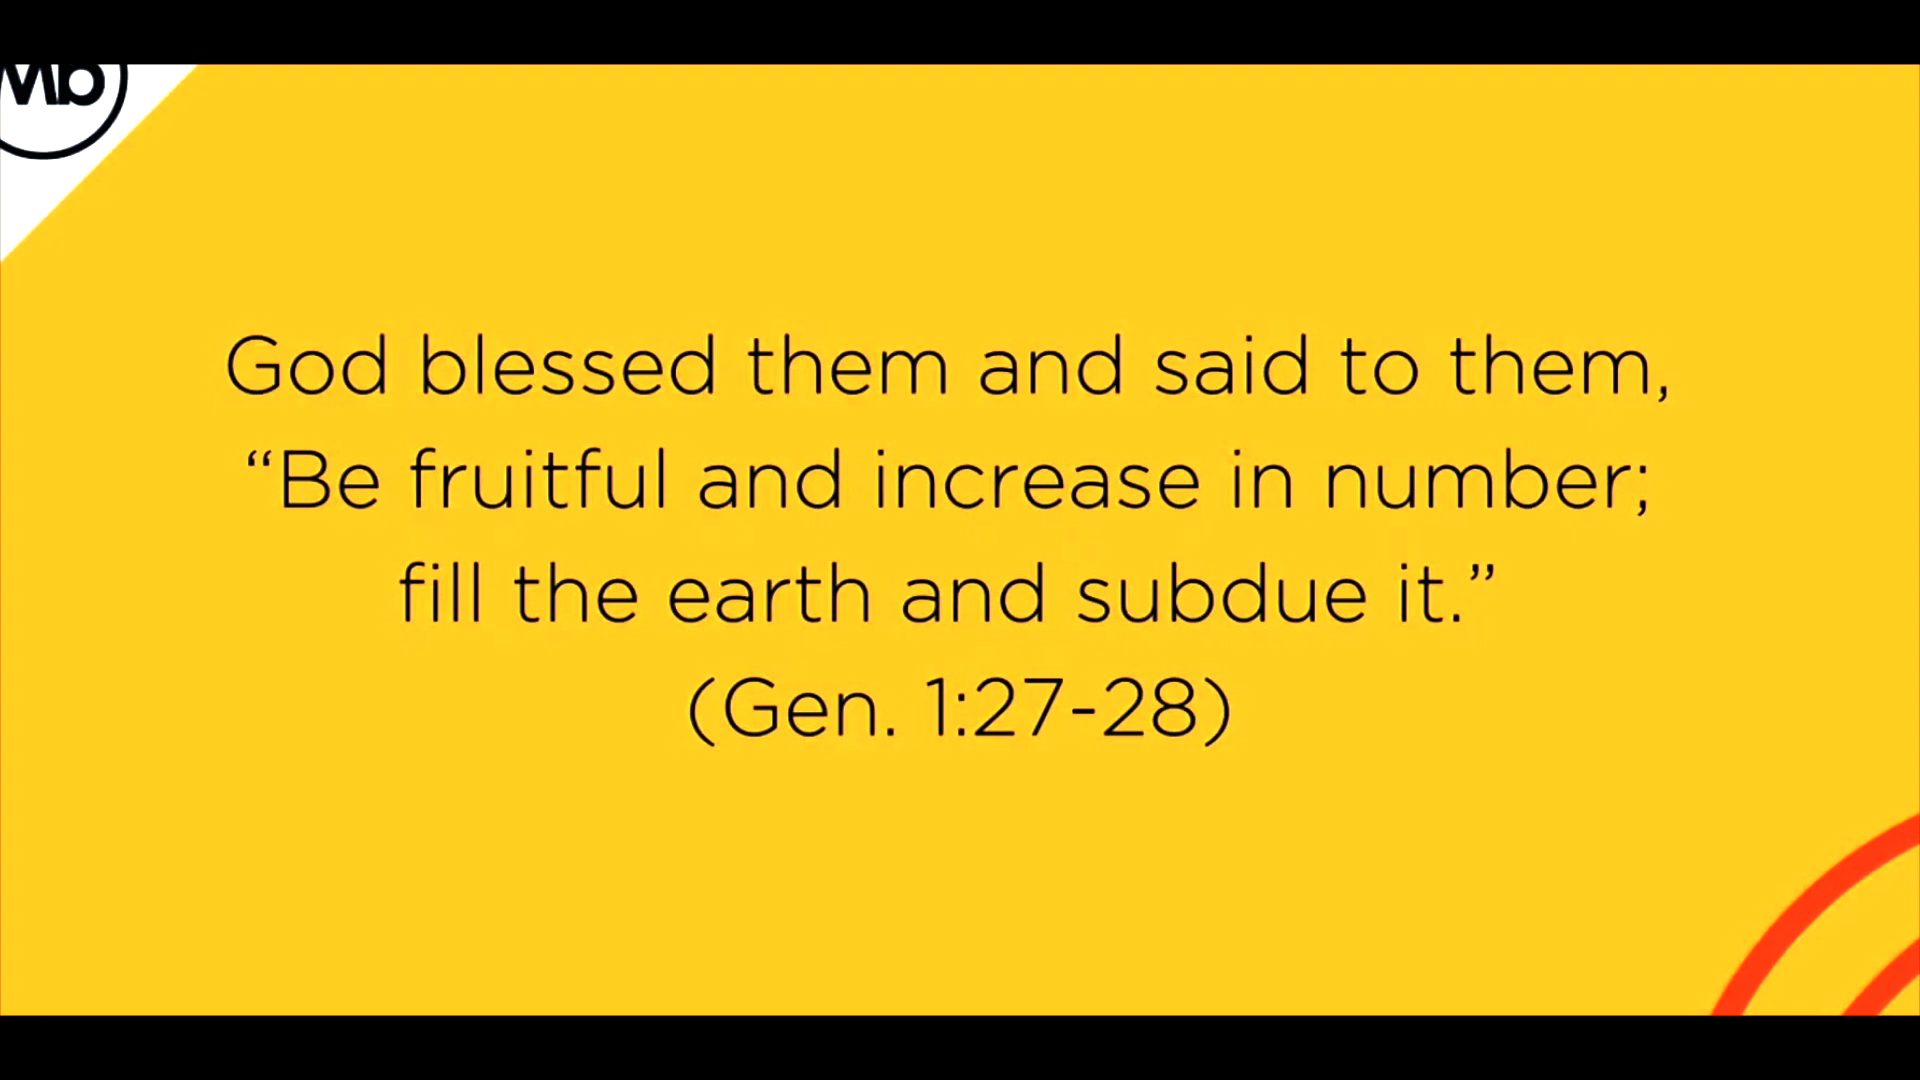 God blessed them and said to them,
“Be fruitful and increase in number;
fill the earth and subdue it.”
(Gen. 1:27-28)